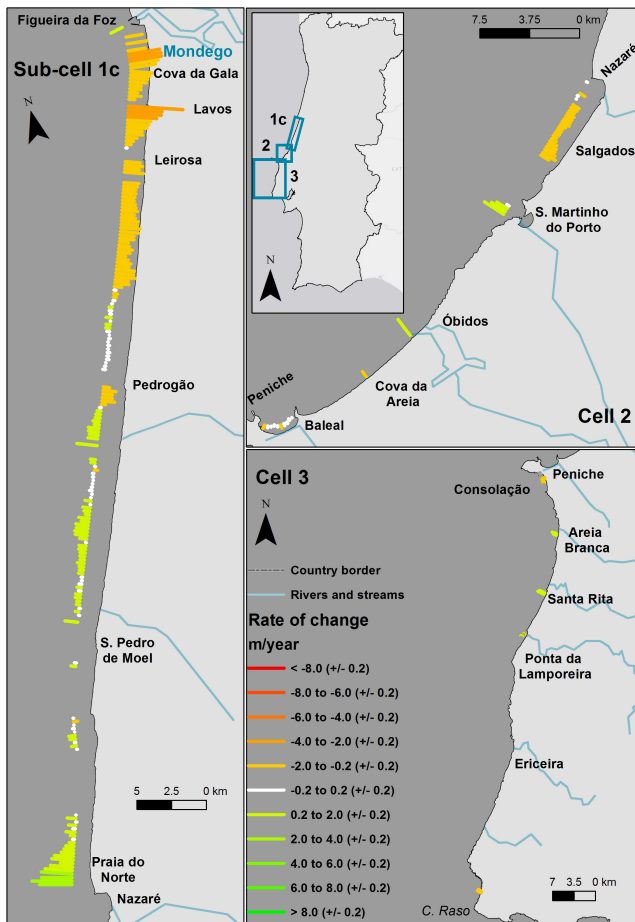 Figueira da Foz
Mondego
Sub-cell 1c
Cova da Gala
N
Lavos
Leirosa
Pedrogão
S. Pedro
de Moel
5 2.5 0 km
Praia do
Norte
Nazaré
7.5 3.75 0 km
Nazaré
1c
2
3
N
Salgados
S. Martinho
do Porto
Óbidos
Peniche
Cova da
Areia
Baleal
Cell 2
Cell 3
Peniche
Consolação
N
Areia
Branca
Country border
Rivers and streams
Santa Rita
Rate of change
m/year
Ponta da
Lamporeira
< -8.0 (+/- 0.2)
-8.0 to -6.0 (+/- 0.2)
-6.0 to -4.0 (+/- 0.2)
-4.0 to -2.0 (+/- 0.2)
-2.0 to -0.2 (+/- 0.2)
-0.2 to 0.2 (+/- 0.2)
0.2 to 2.0 (+/- 0.2)
2.0 to 4.0 (+/- 0.2)
4.0 to 6.0 (+/- 0.2)
6.0 to 8.0 (+/- 0.2)
> 8.0 (+/- 0.2)
Ericeira
7 3.5 0 km
C. Raso